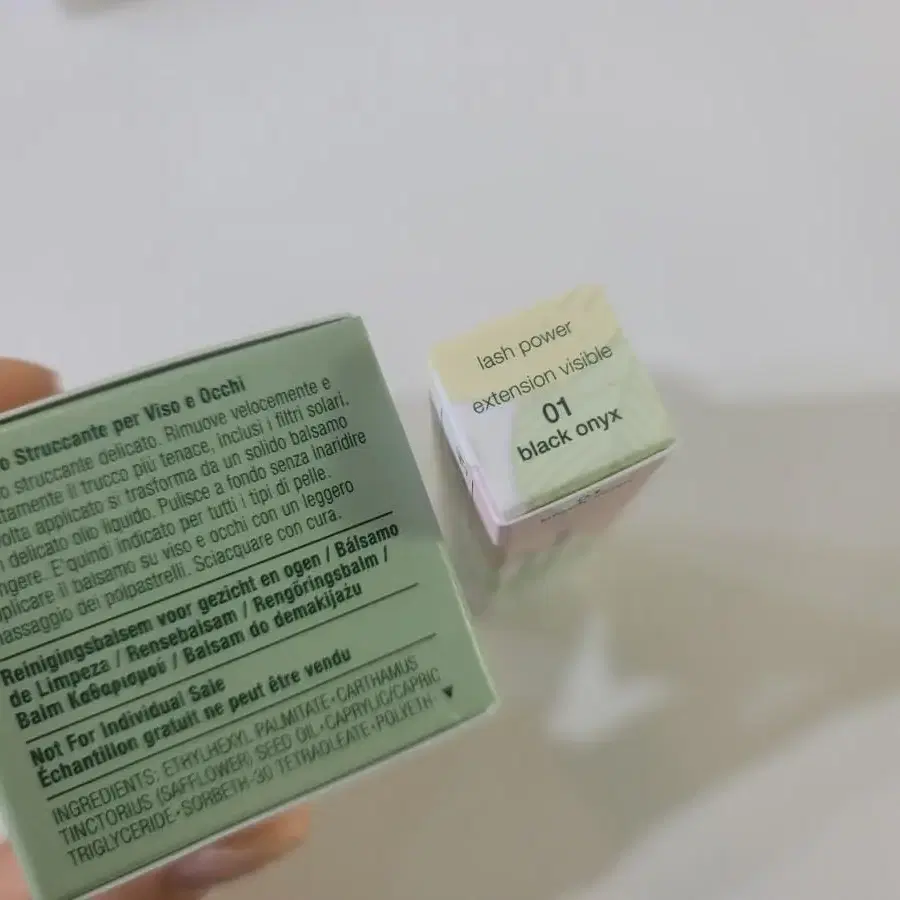 o Struccante per Viso e Occhi
o struccante delicato. Rimuove velocemente e
ttamente il trucco più tenace, inclusi i filtri solari.
volta applicato si trasforma da un solido balsamo
n delicato olio liquido. Pulisce a fondo senza inaridire
ngere. E'quindi indicato per tutti i tipi di pelle.
pplicare il balsamo su viso e occhi con un leggero
massaggio dei polpastrelli. Sciacquare con cura.
Reinigingsbalsem voor gezicht en ogen / Bálsamo
de Limpeza / Rensebalsam / Rengöringsbalm /
Balm Καθαρισμού / Balsam do demakijażu
Not For Individual Sale
Échantillon gratuit ne peut être vendu
INGREDIENTS: ETHYLHEXYL PALMITATE•CARTHAMUS
TINCTORIUS (SAFFLOWER) SEED OIL•CAPRYLIC/CAPRIC
TRIGLYCERIDE•SORBETH-30 TETRAOLEATE•POLYETH
lash power
extension visible
01
black onyx